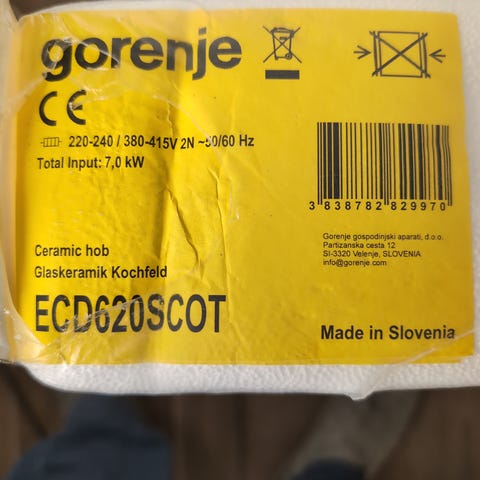 gorenje
CE
220-240 / 380-415V 2N ~50/60 Hz
Total Input: 7,0 kW
3 838782 829970
Gorenje gospodinjski aparati, d.o.o.
Partizanska cesta 12
SI-3320 Velenje, SLOVENIA
info@gorenje.com
Ceramic hob
Glaskeramik Kochfeld
ECD620SCOT
Made in Slovenia